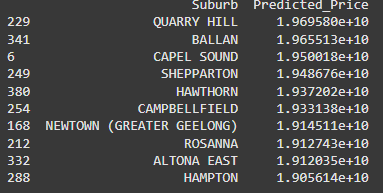 Suburb Predicted_Price
229 QUARRY HILL 1.969580e+10
341 BALLAN 1.965513e+10
6 CAPEL SOUND 1.950018e+10
249 SHEPPARTON 1.948676e+10
380 HAWTHORN 1.937202e+10
254 CAMPBELLFIELD 1.933138e+10
168 NEWTOWN (GREATER GEELONG) 1.914511e+10
212 ROSANNA 1.912743e+10
332 ALTONA EAST 1.912035e+10
288 HAMPTON 1.905614e+10